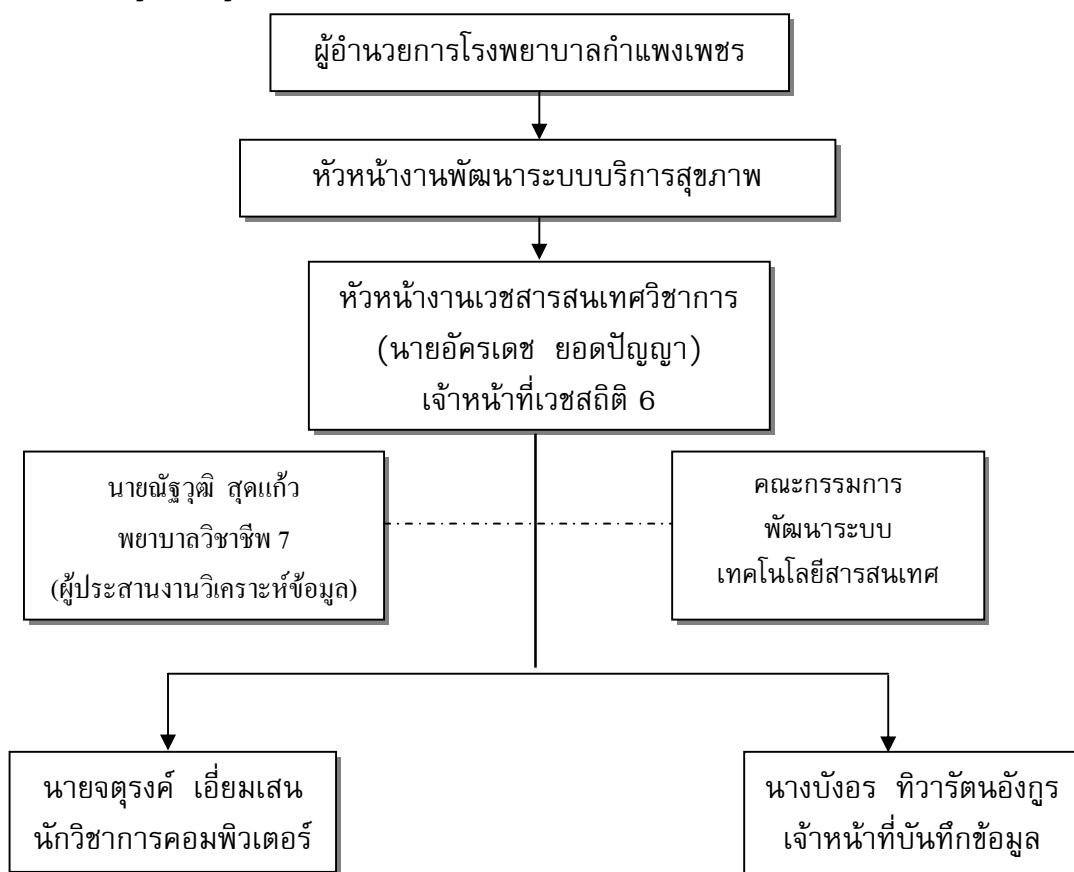 ผู้อำนวยการโรงพยาบาลกำแพงเพชร
หัวหน้างานพัฒนาระบบบริการสุขภาพ
หัวหน้างานเวชสารสนเทศวิชาการ
(นายอัครเดช ยอดปัญญา)
เจ้าหน้าที่เวชสถิติ 6
นายณัฐวุฒิ สุดแก้ว
พยาบาลวิชาชีพ 7
(ผู้ประสานงานวิเคราะห์ข้อมูล)
คณะกรรมการ
พัฒนาระบบ
เทคโนโลยีสารสนเทศ
นายจตุรงค์ เอี่ยมเสน
นักวิชาการคอมพิวเตอร์
นางบังอร ทิวารัตนอังกูร
เจ้าหน้าที่บันทึกข้อมูล